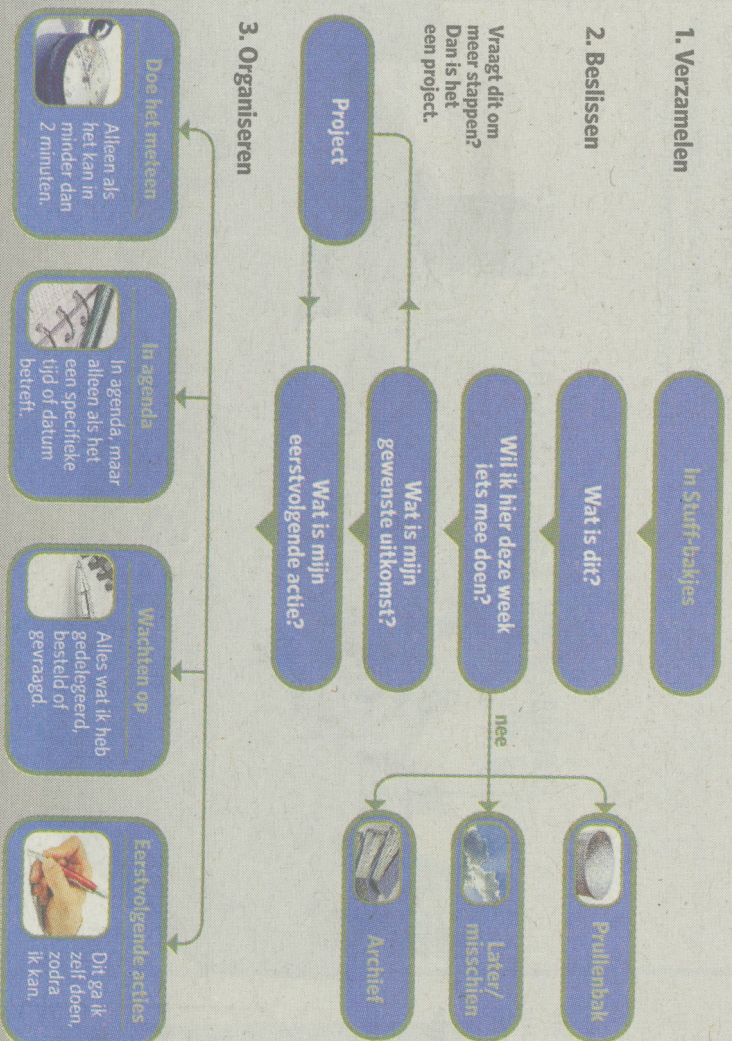 1. Verzamelen
In Stuff-bakjes
2. Beslissen
Wat is dit?
Wil ik hier deze week
iets mee doen?
nee
Prullenbak
Later/
misschien
Archief
Vraagt dit om
meer stappen?
Dan is het
een project.
Wat is mijn
gewenste uitkomst?
Project
Wat is mijn
eerstvolgende actie?
3. Organiseren
Doe het meteen
Alleen als
het kan in
minder dan
2 minuten.
In agenda
In agenda, maar
alleen als het
een specifieke
tijd of datum
betreft.
Wachten op
Alles wat ik heb
gedelegeerd,
besteld of
gevraagd.
Eerstvolgende acties
Dit ga ik
zelf doen,
zodra
ik kan.